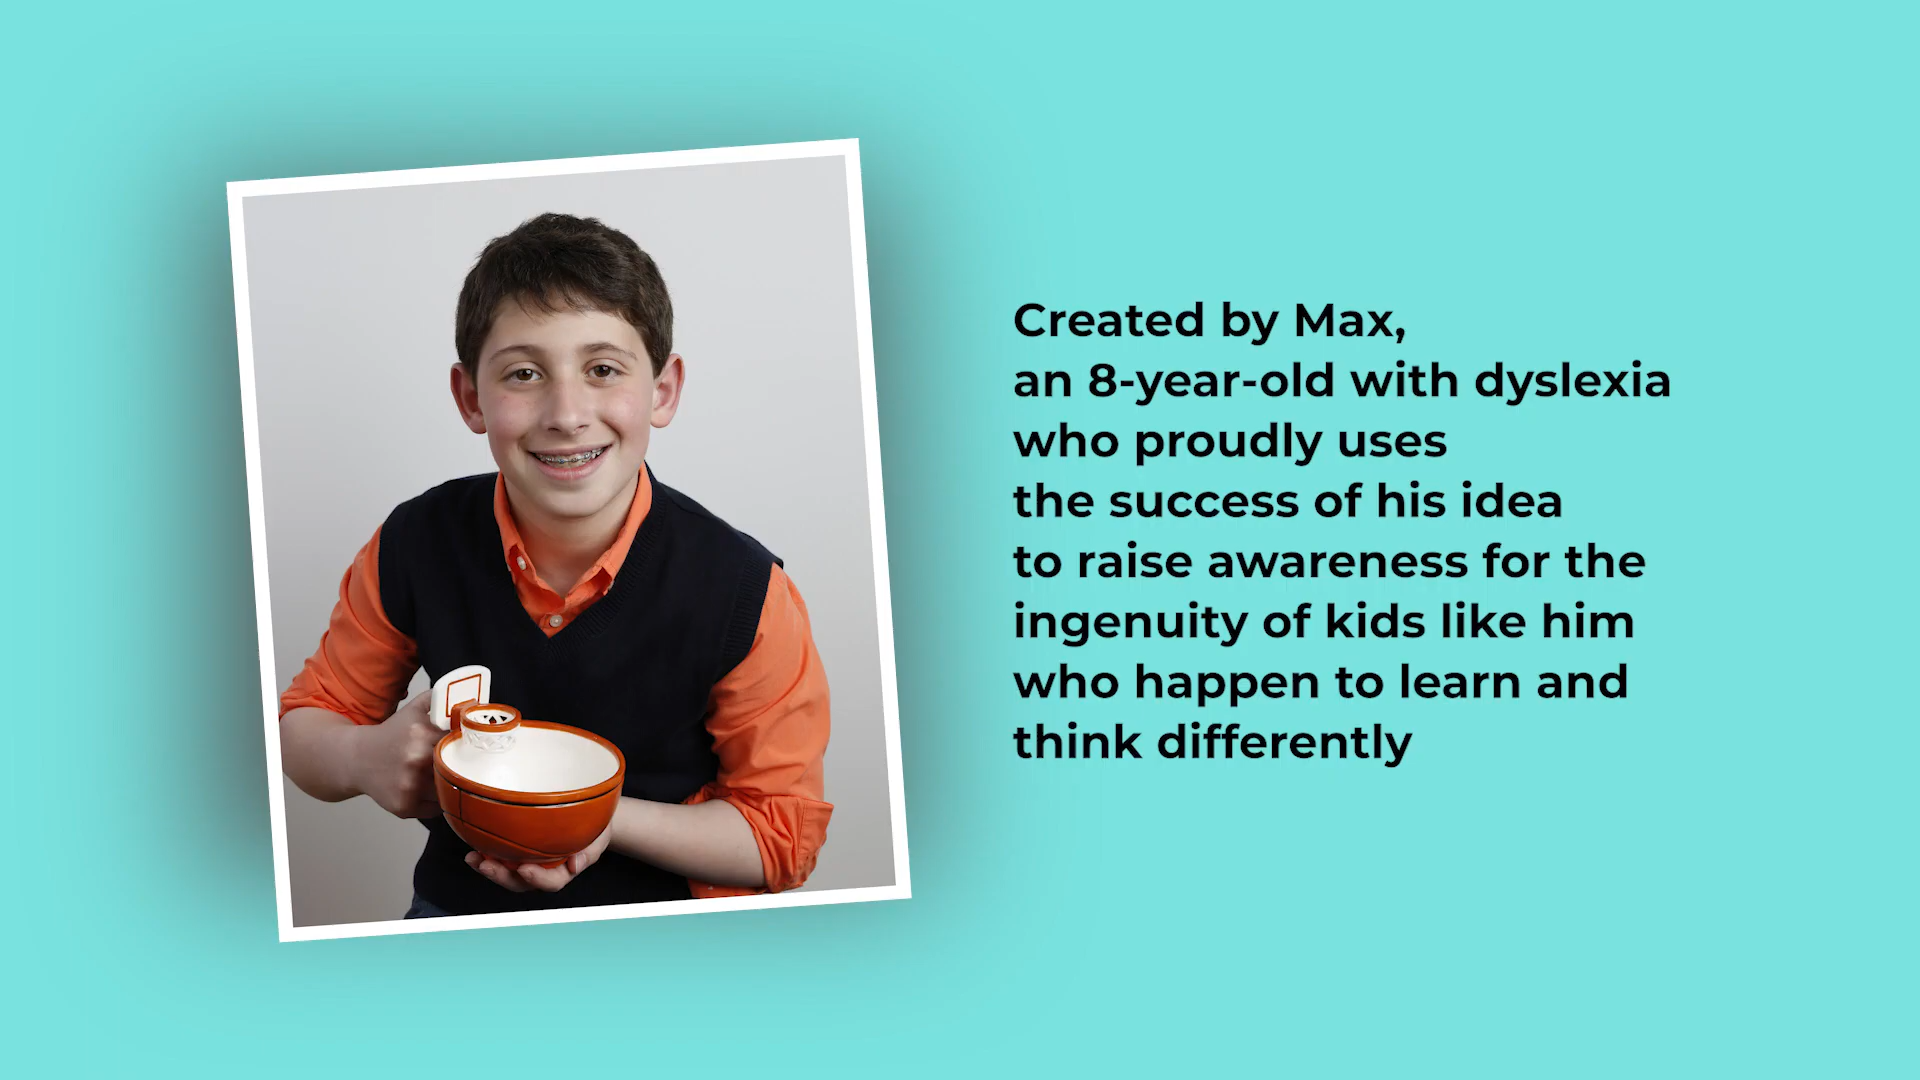 Created by Max,
an 8-year-old with dyslexia
who proudly uses
the success of his idea
to raise awareness for the
ingenuity of kids like him
who happen to learn and
think differently